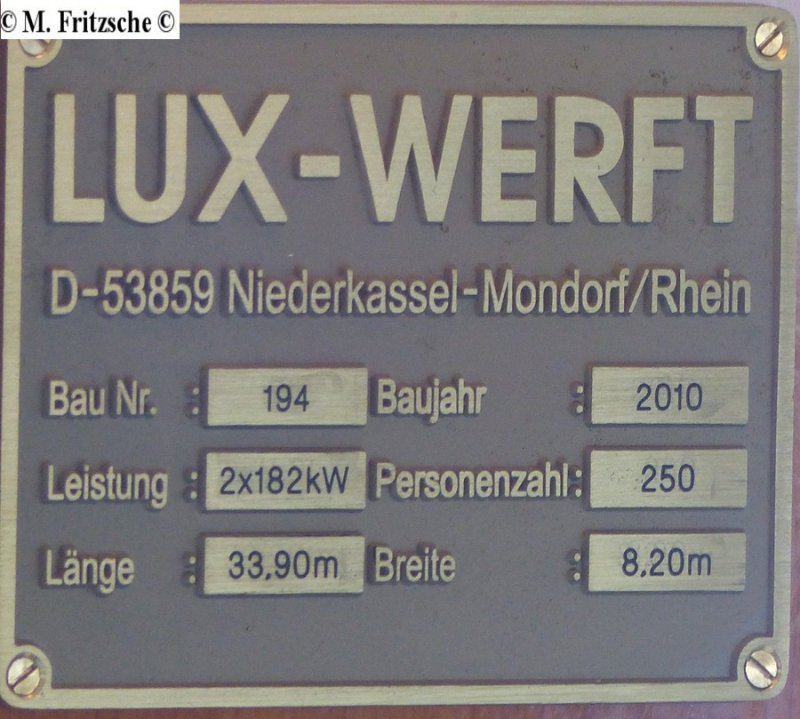 © M. Fritzsche ©
LUX-WERFT
D-53859 Niederkassel-Mondorf/Rhein
Bau Nr. : 194 Baujahr : 2010
Leistung : 2x182kW Personenzahl : 250
Länge : 33,90m Breite : 8,20m